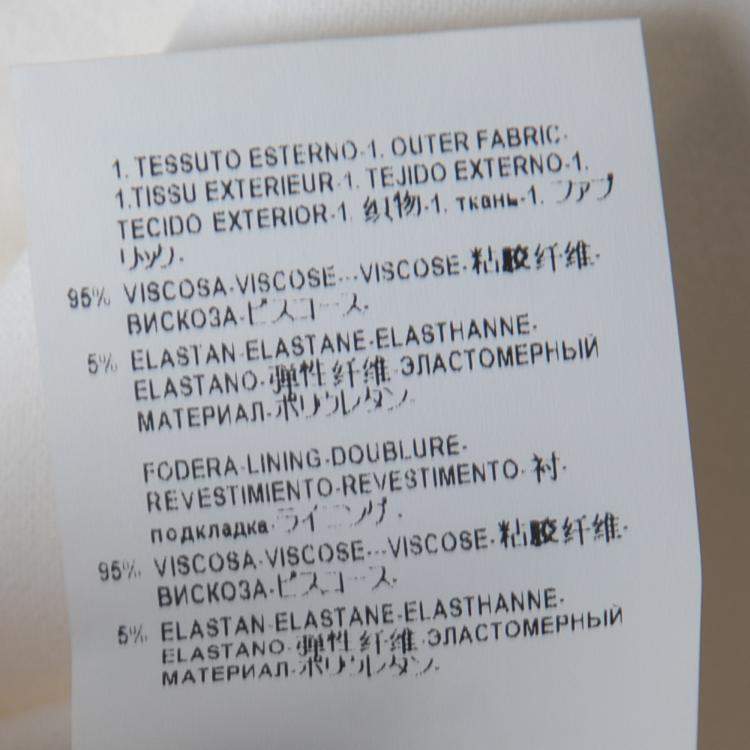 1. TESSUTO ESTERNO·1. OUTER FABRIC·
1.TISSU EXTERIEUR·1. TEJIDO EXTERNO·1.
TECIDO EXTERIOR·1. 织物·1. ткань·1. ファブ
リック·
95% VISCOSA·VISCOSE···VISCOSE·粘胶纤维·
ВИСКОЗА·ビスコース·
5% ELASTAN·ELASTANE·ELASTHANNE·
ELASTANO·弹性纤维·ЭЛАСТОМЕРНЫЙ
МАТЕРИАЛ·ポリウレタン·
FODERA·LINING·DOUBLURE·
REVESTIMIENTO·REVESTIMENTO·衬·
подкладка·ライニング·
95% VISCOSA·VISCOSE···VISCOSE·粘胶纤维·
ВИСКОЗА·ビスコース·
5% ELASTAN·ELASTANE·ELASTHANNE·
ELASTANO·弹性纤维·ЭЛАСТОМЕРНЫЙ
МАТЕРИАЛ·ポリウレタン·